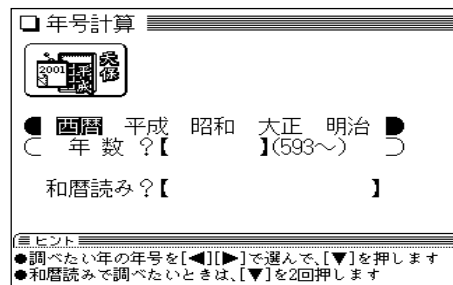 年号計算
2001
平成
天保
西暦 平成 昭和 大正 明治
年数?【 】(593～)
和暦読み?【 】
ヒント
●調べたい年の年号を[◀][▶]で選んで、[▼]を押します
●和暦読みで調べたいときは、[▼]を2回押します